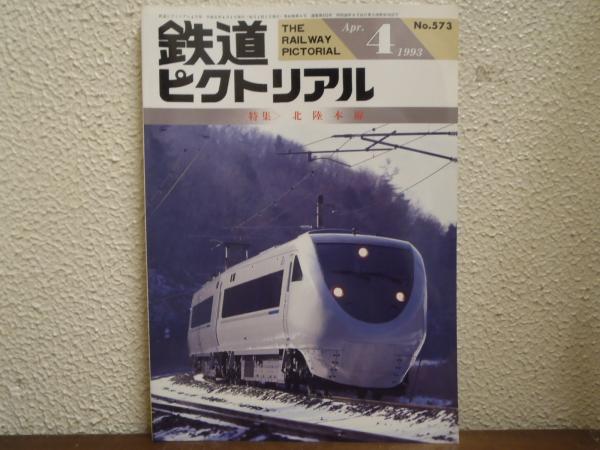 鉄道
ピクトリアル
THE
RAILWAY
PICTORIAL
Apr.
4
1993
No.573
特集＞北陸本線